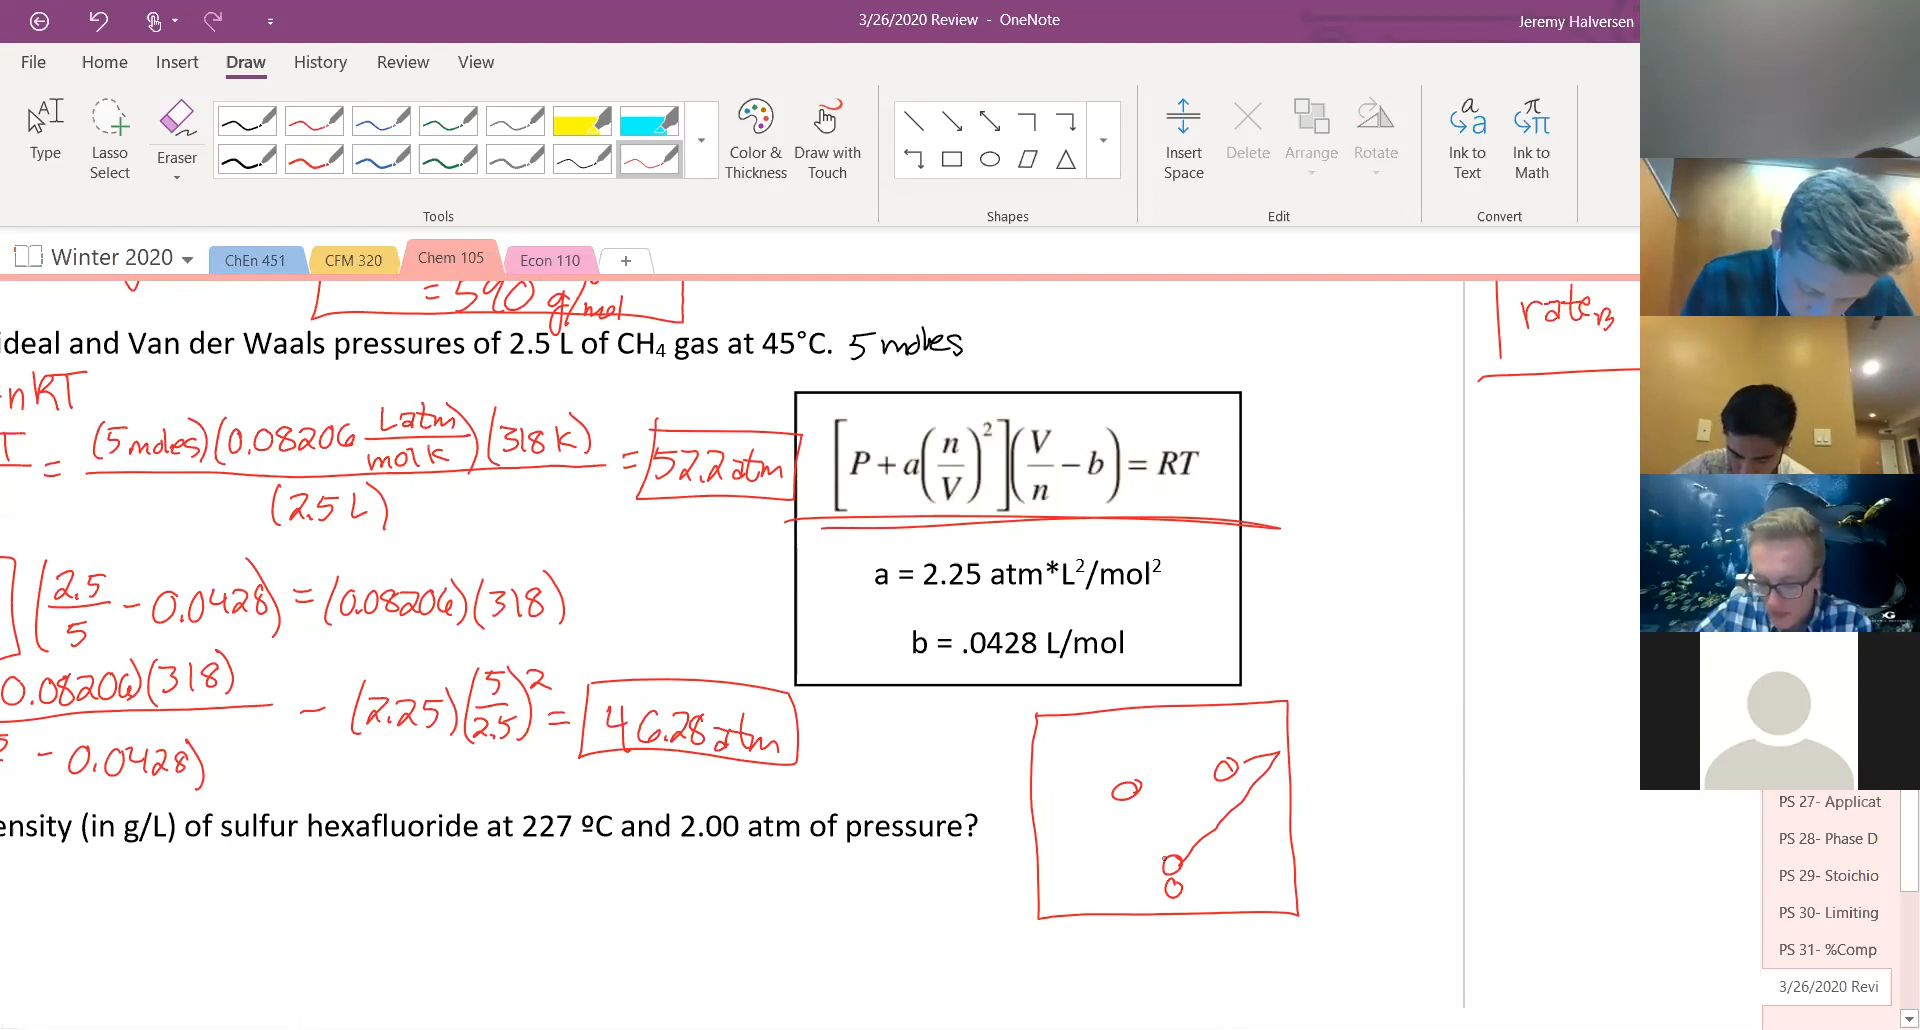 3/26/2020 Review - OneNote
Jeremy Halversen
File Home Insert Draw History Review View
Type
Lasso Select
Eraser
Color & Thickness
Draw with Touch
Insert Space
Delete
Arrange
Rotate
Ink to Text
Ink to Math
Tools
Shapes
Edit
Convert
Winter 2020
ChEn 451
CFM 320
Chem 105
Econ 110
= 590 g/mol
rate B
ideal and Van der Waals pressures of 2.5 L of CH₄ gas at 45°C. 5 moles
nRT
T = (5 moles)(0.08206 L atm / mol K)(318 K) / (2.5 L) = 52.2 atm
[P + a(n/V)²](V/n − b) = RT
a = 2.25 atm*L²/mol²
b = .0428 L/mol
] (2.5/5 - 0.0428) = (0.08206)(318)
0.08206)(318) / - 0.0428) - (2.25)(5/2.5)² = 46.28 atm
ensity (in g/L) of sulfur hexafluoride at 227 ºC and 2.00 atm of pressure?
PS 27- Applicat
PS 28- Phase D
PS 29- Stoichio
PS 30- Limiting
PS 31- %Comp
3/26/2020 Revi